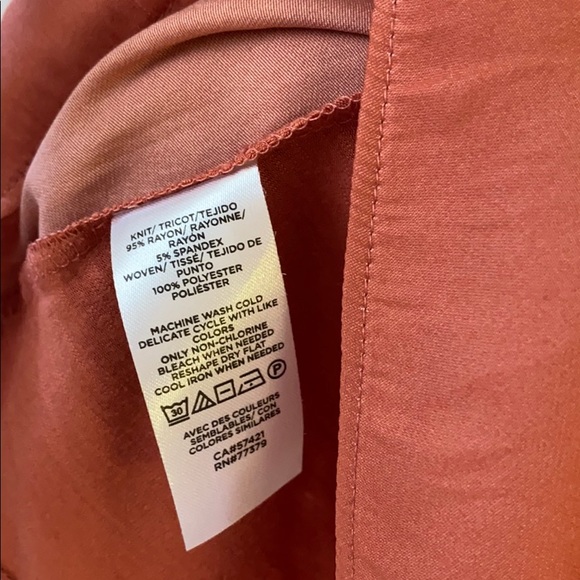 KNIT/ TRICOT/TEJIDO
95% RAYON/ RAYONNE/
RAYÓN
5% SPANDEX
WOVEN/ TISSÉ/ TEJIDO DE
PUNTO
100% POLYESTER
POLIÉSTER
MACHINE WASH COLD
DELICATE CYCLE WITH LIKE
COLORS
ONLY NON-CHLORINE
BLEACH WHEN NEEDED
RESHAPE DRY FLAT
COOL IRON WHEN NEEDED
30 P
AVEC DES COULEURS
SEMBLABLES/ CON
COLORES SIMILARES
CA#57421
RN#77379